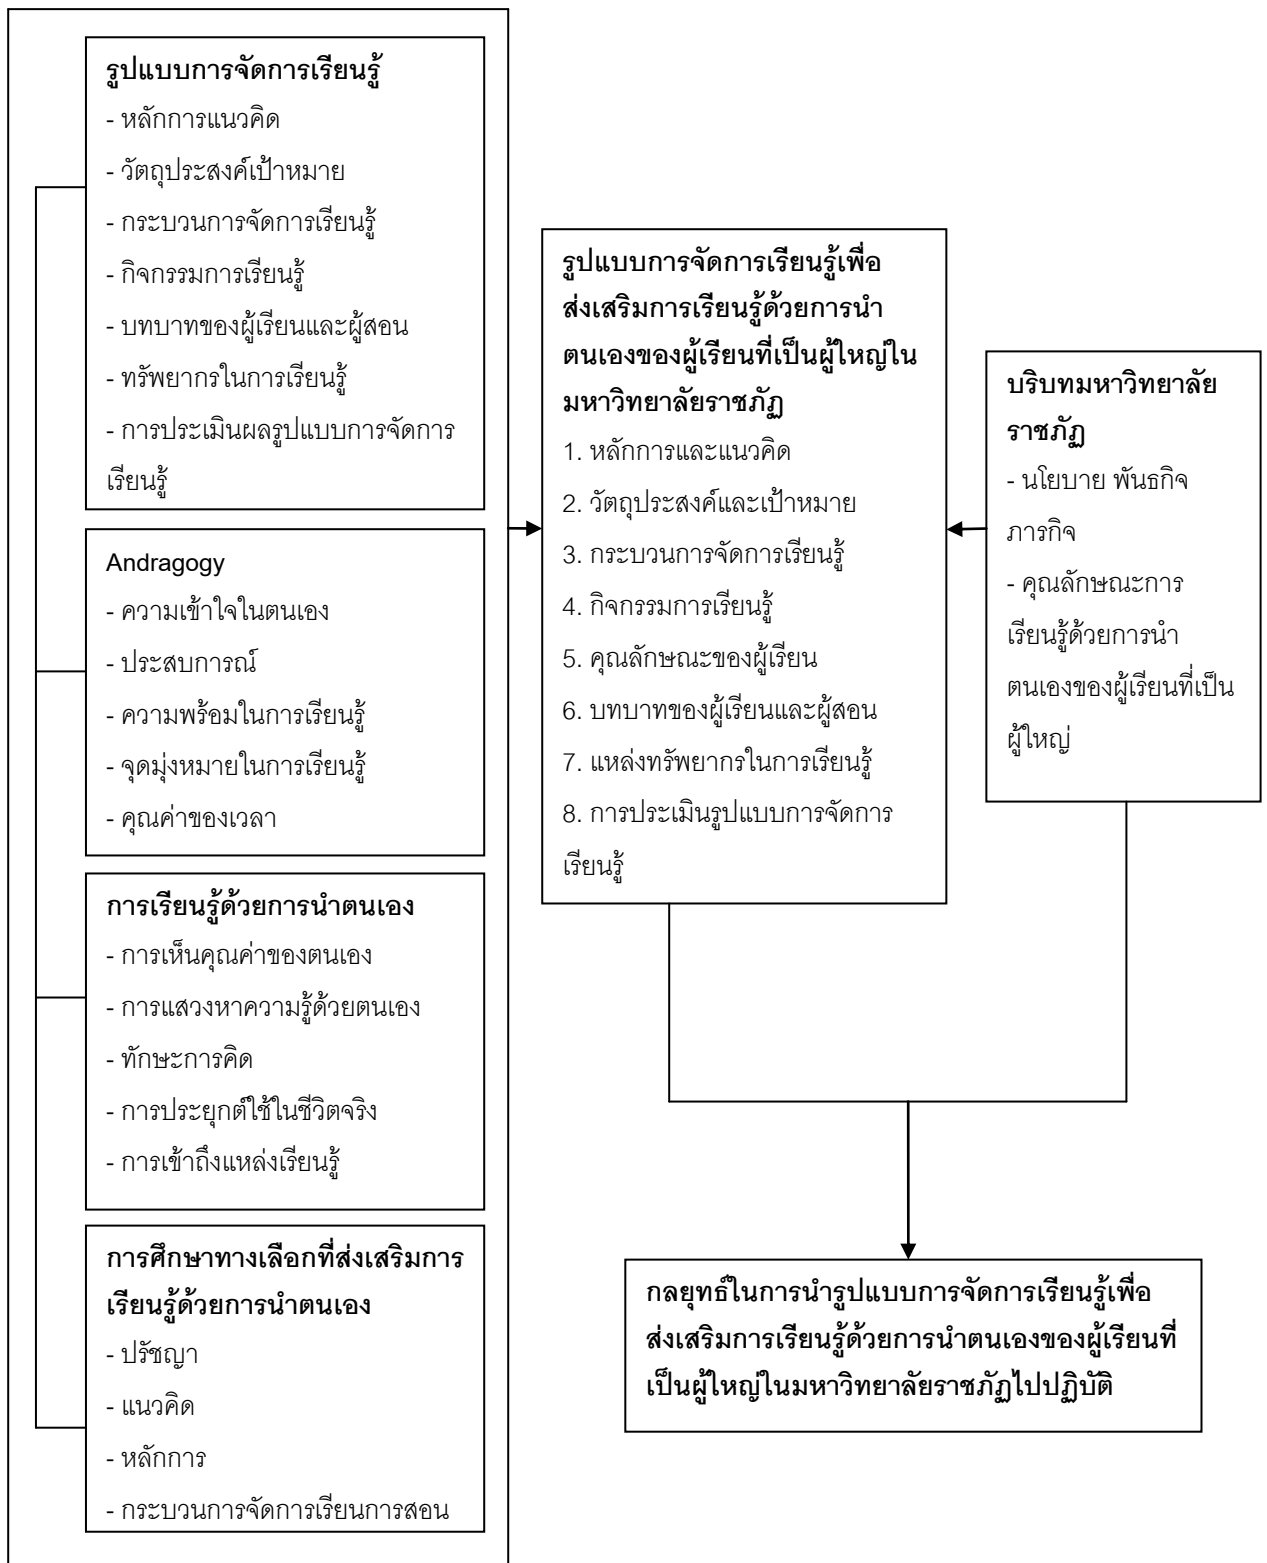 รูปแบบการจัดการเรียนรู้
- หลักการแนวคิด
- วัตถุประสงค์เป้าหมาย
- กระบวนการจัดการเรียนรู้
- กิจกรรมการเรียนรู้
- บทบาทของผู้เรียนและผู้สอน
- ทรัพยากรในการเรียนรู้
- การประเมินผลรูปแบบการจัดการ
เรียนรู้
Andragogy
- ความเข้าใจในตนเอง
- ประสบการณ์
- ความพร้อมในการเรียนรู้
- จุดมุ่งหมายในการเรียนรู้
- คุณค่าของเวลา
การเรียนรู้ด้วยการนำตนเอง
- การเห็นคุณค่าของตนเอง
- การแสวงหาความรู้ด้วยตนเอง
- ทักษะการคิด
- การประยุกต์ใช้ในชีวิตจริง
- การเข้าถึงแหล่งเรียนรู้
การศึกษาทางเลือกที่ส่งเสริมการ
เรียนรู้ด้วยการนำตนเอง
- ปรัชญา
- แนวคิด
- หลักการ
- กระบวนการจัดการเรียนการสอน
รูปแบบการจัดการเรียนรู้เพื่อ
ส่งเสริมการเรียนรู้ด้วยการนำ
ตนเองของผู้เรียนที่เป็นผู้ใหญ่ใน
มหาวิทยาลัยราชภัฏ
1. หลักการและแนวคิด
2. วัตถุประสงค์และเป้าหมาย
3. กระบวนการจัดการเรียนรู้
4. กิจกรรมการเรียนรู้
5. คุณลักษณะของผู้เรียน
6. บทบาทของผู้เรียนและผู้สอน
7. แหล่งทรัพยากรในการเรียนรู้
8. การประเมินรูปแบบการจัดการ
เรียนรู้
บริบทมหาวิทยาลัย
ราชภัฏ
- นโยบาย พันธกิจ
ภารกิจ
- คุณลักษณะการ
เรียนรู้ด้วยการนำ
ตนเองของผู้เรียนที่เป็น
ผู้ใหญ่
กลยุทธ์ในการนำรูปแบบการจัดการเรียนรู้เพื่อ
ส่งเสริมการเรียนรู้ด้วยการนำตนเองของผู้เรียนที่
เป็นผู้ใหญ่ในมหาวิทยาลัยราชภัฏไปปฏิบัติ